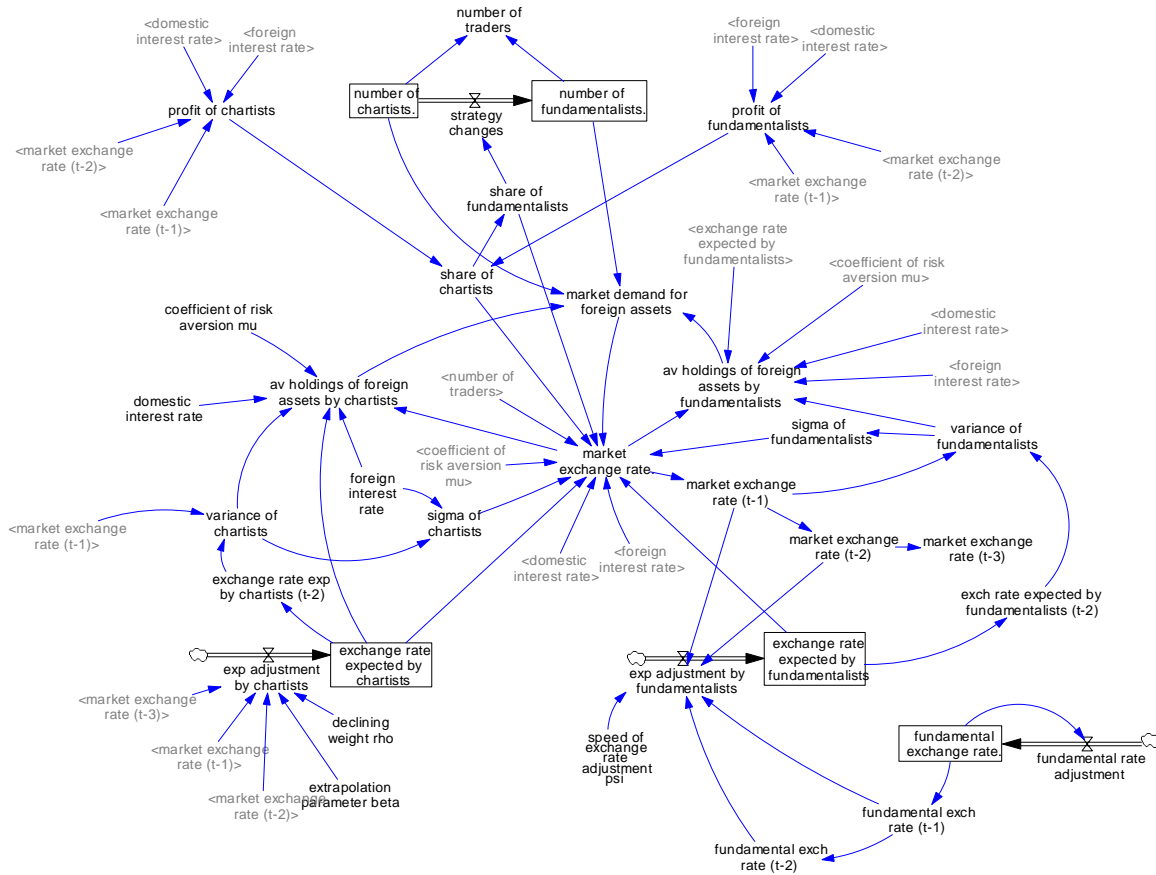 number of
traders
<domestic
interest rate>
<foreign
interest rate>
<foreign
interest rate>
<domestic
interest rate>
number of
chartists.
number of
fundamentalists.
strategy
changes
profit of chartists
profit of
fundamentalists
<market exchange
rate (t-2)>
<market exchange
rate (t-1)>
<market exchange
rate (t-2)>
<market exchange
rate (t-1)>
share of
fundamentalists
<exchange rate
expected by
fundamentalists>
<coefficient of risk
aversion mu>
share of
chartists
market demand for
foreign assets
coefficient of risk
aversion mu
<domestic
interest rate>
av holdings of foreign
assets by chartists
<number of
traders>
av holdings of foreign
assets by
fundamentalists
<foreign
interest rate>
domestic
interest rate
sigma of
fundamentalists
variance of
fundamentalists
<coefficient of
risk aversion
mu>
market
exchange rate.
foreign
interest rate
market exchange
rate (t-1)
<market exchange
rate (t-1)>
variance of
chartists
sigma of
chartists
market exchange
rate (t-2)
market exchange
rate (t-3)
<domestic
interest rate>
<foreign
interest rate>
exchange rate exp
by chartists (t-2)
exch rate expected by
fundamentalists (t-2)
exchange rate
expected by
chartists
exchange rate
expected by
fundamentalists
exp adjustment
by chartists
exp adjustment by
fundamentalists
<market exchange
rate (t-3)>
declining
weight rho
<market exchange
rate (t-1)>
speed of
exchange
rate
adjustment
psi
fundamental
exchange rate.
fundamental rate
adjustment
extrapolation
parameter beta
<market exchange
rate (t-2)>
fundamental exch
rate (t-1)
fundamental exch
rate (t-2)